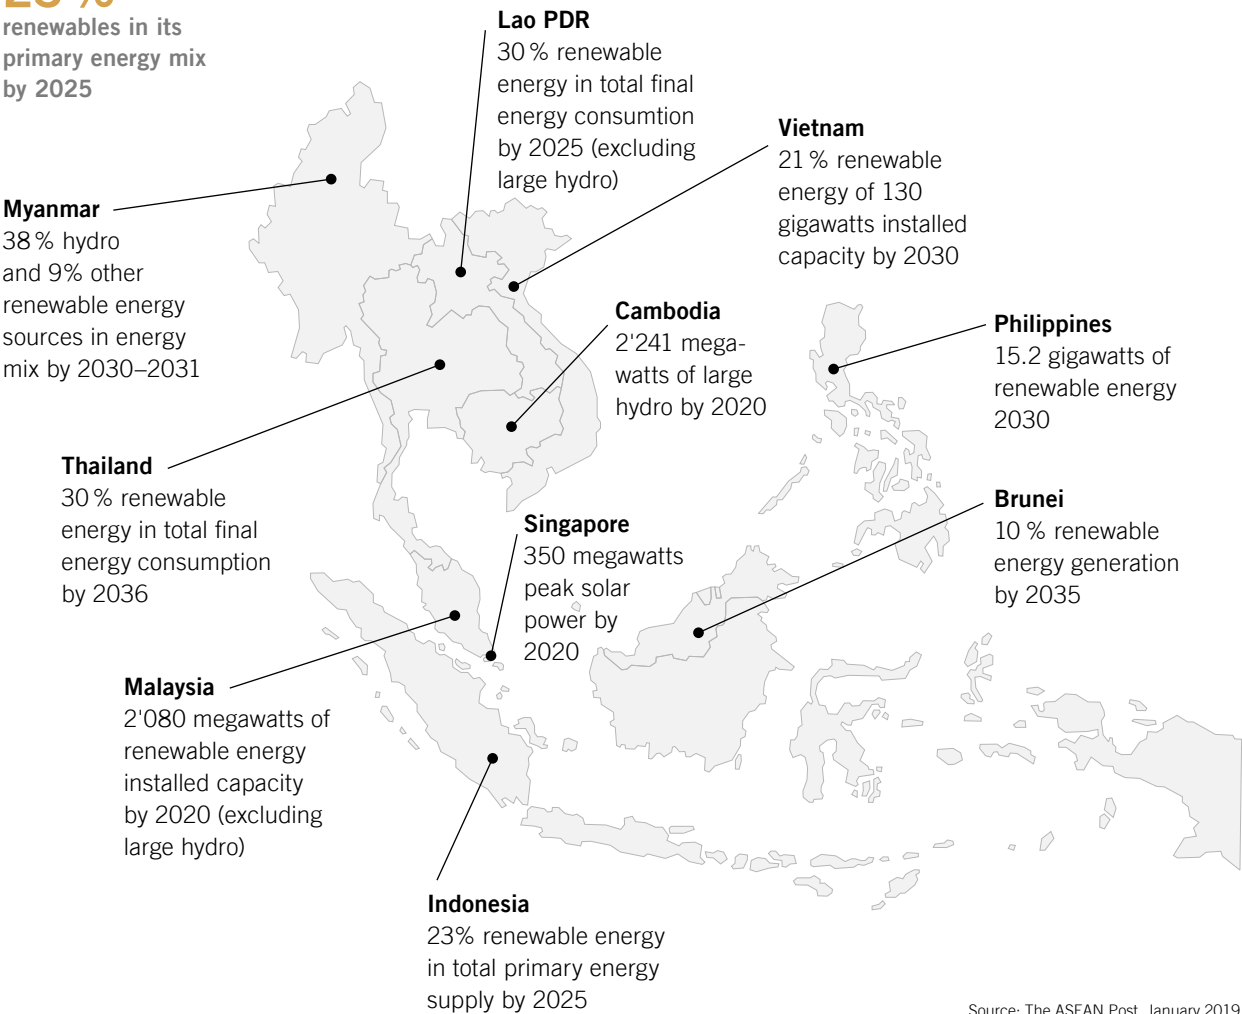 renewables in its
primary energy mix
by 2025
Lao PDR
30 % renewable
energy in total final
energy consumtion
by 2025 (excluding
large hydro)
Vietnam
21 % renewable
energy of 130
gigawatts installed
capacity by 2030
Myanmar
38 % hydro
and 9% other
renewable energy
sources in energy
mix by 2030–2031
Cambodia
2'241 mega-
watts of large
hydro by 2020
Philippines
15.2 gigawatts of
renewable energy
2030
Thailand
30 % renewable
energy in total final
energy consumption
by 2036
Brunei
10 % renewable
energy generation
by 2035
Singapore
350 megawatts
peak solar
power by
2020
Malaysia
2'080 megawatts of
renewable energy
installed capacity
by 2020 (excluding
large hydro)
Indonesia
23% renewable energy
in total primary energy
supply by 2025
Source: The ASEAN Post, January 2019